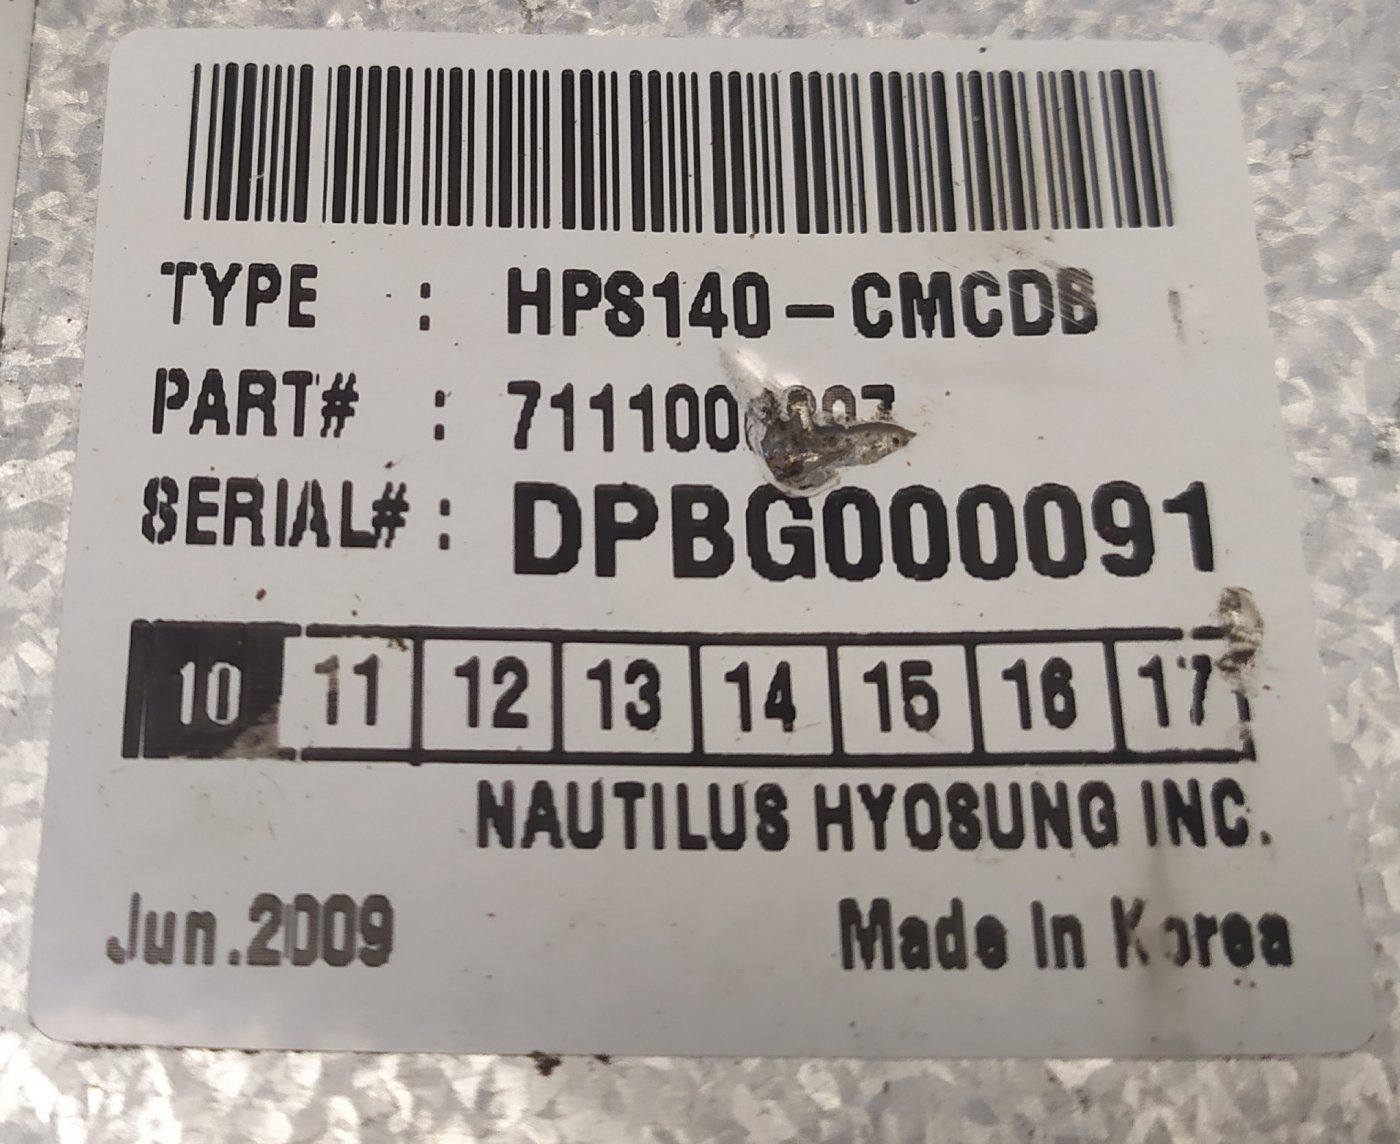 TYPE : HPS140-CMCDB
PART# :
SERIAL# : DPBG000091
10 11 12 13 14 15 16 17
NAUTILUS HYOSUNG INC.
Jun.2009 Made In Korea